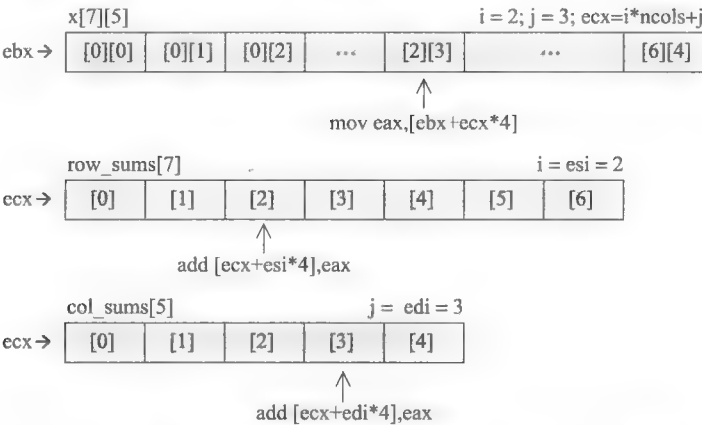 x[7][5] i = 2; j = 3; ecx=i*ncols+j
ebx → [0][0] [0][1] [0][2] ... [2][3] ... [6][4]
mov eax,[ebx+ecx*4]
row_sums[7] i = esi = 2
ecx → [0] [1] [2] [3] [4] [5] [6]
add [ecx+esi*4],eax
col_sums[5] j = edi = 3
ecx → [0] [1] [2] [3] [4]
add [ecx+edi*4],eax